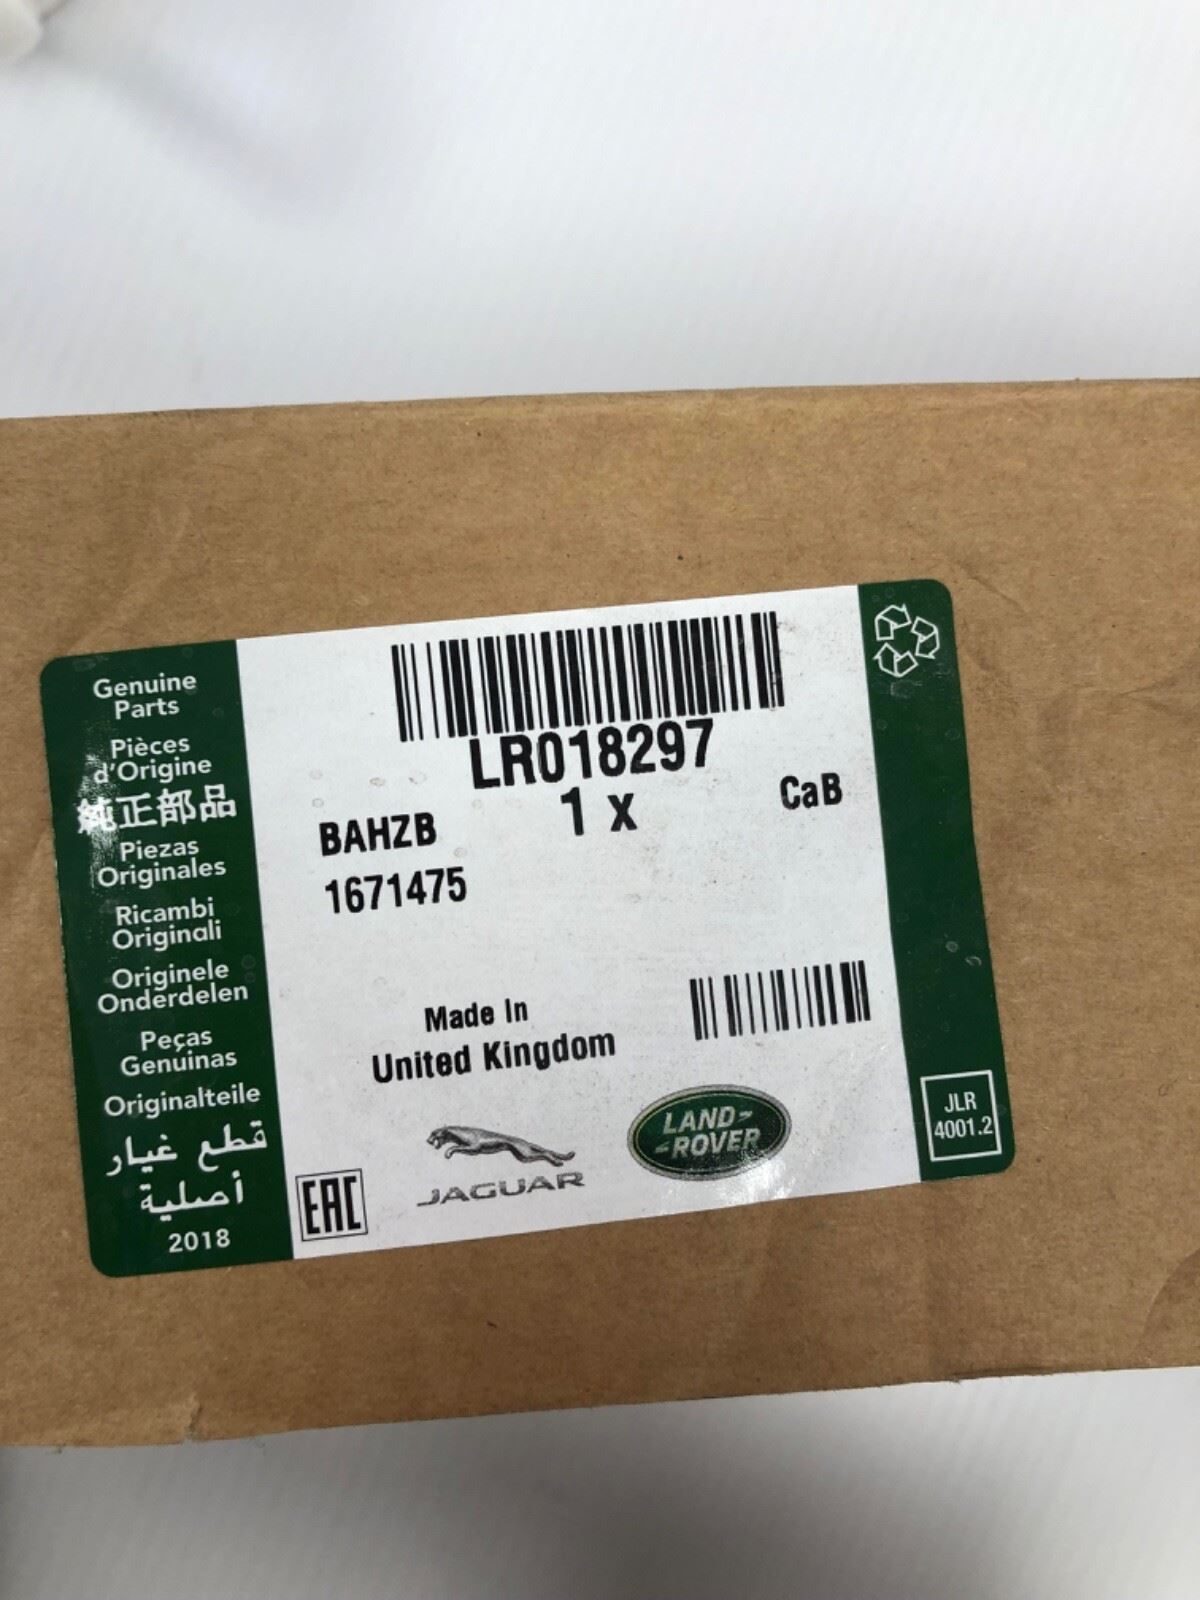 Genuine
Parts
Pièces
d'Origine
純正部品
Piezas
Originales
Ricambi
Originali
Originele
Onderdelen
Peças
Genuinas
Originalteile
قطع غيار
أصلية
2018
LR018297
1 x
CaB
BAHZB
1671475
Made In
United Kingdom
EAC
JAGUAR
LAND-
-ROVER
JLR
4001.2